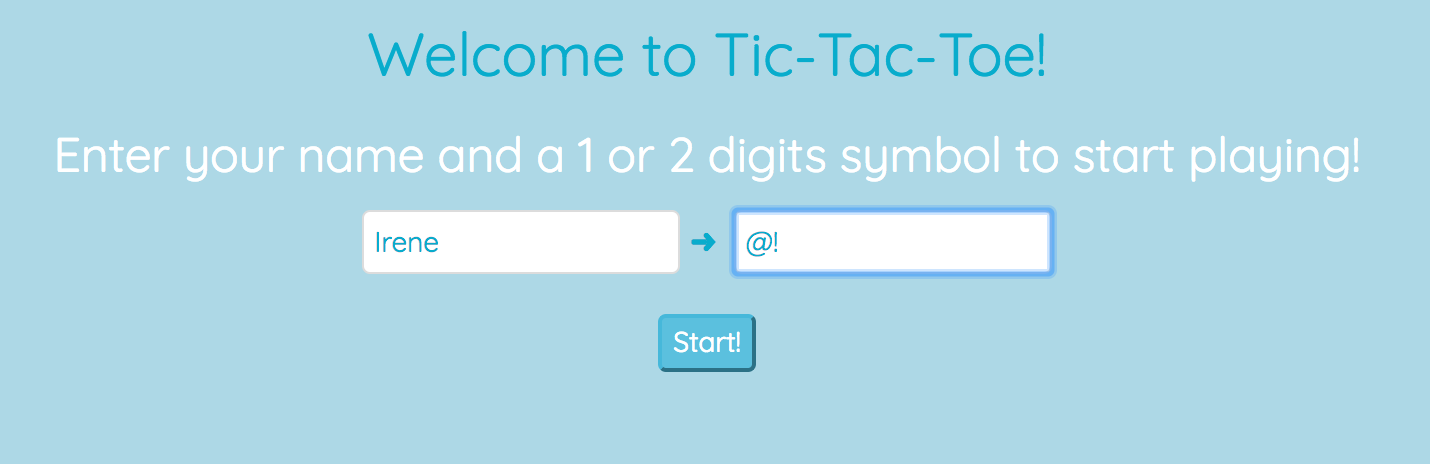 Welcome to Tic-Tac-Toe!
Enter your name and a 1 or 2 digits symbol to start playing!
Irene ➜ @!
Start!